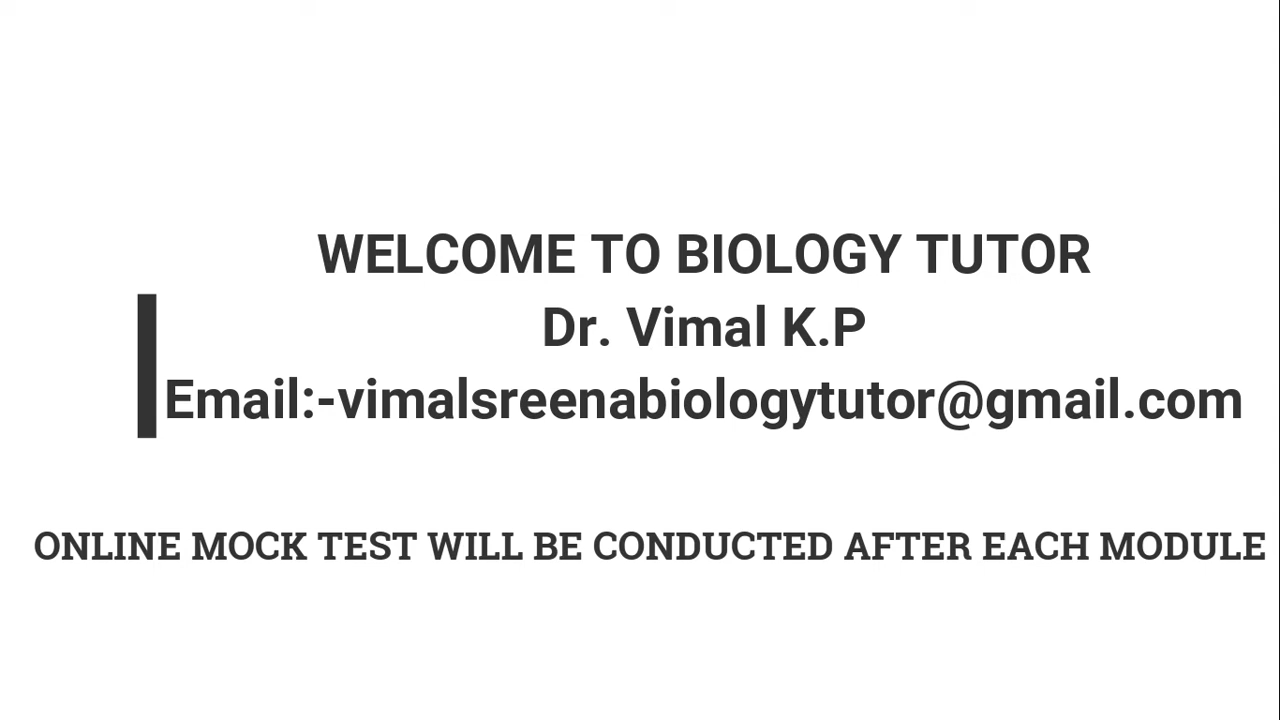 WELCOME TO BIOLOGY TUTOR
Dr. Vimal K.P
Email:-vimalsreenabiologytutor@gmail.com
ONLINE MOCK TEST WILL BE CONDUCTED AFTER EACH MODULE